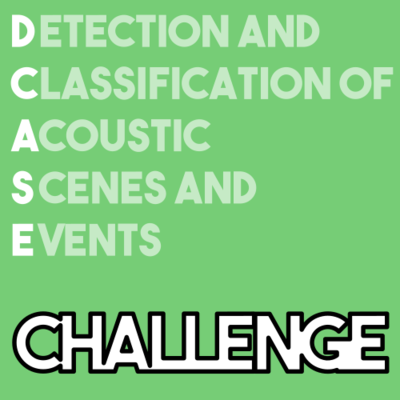 DETECTION AND
CLASSIFICATION OF
ACOUSTIC
SCENES AND
EVENTS
CHALLENGE